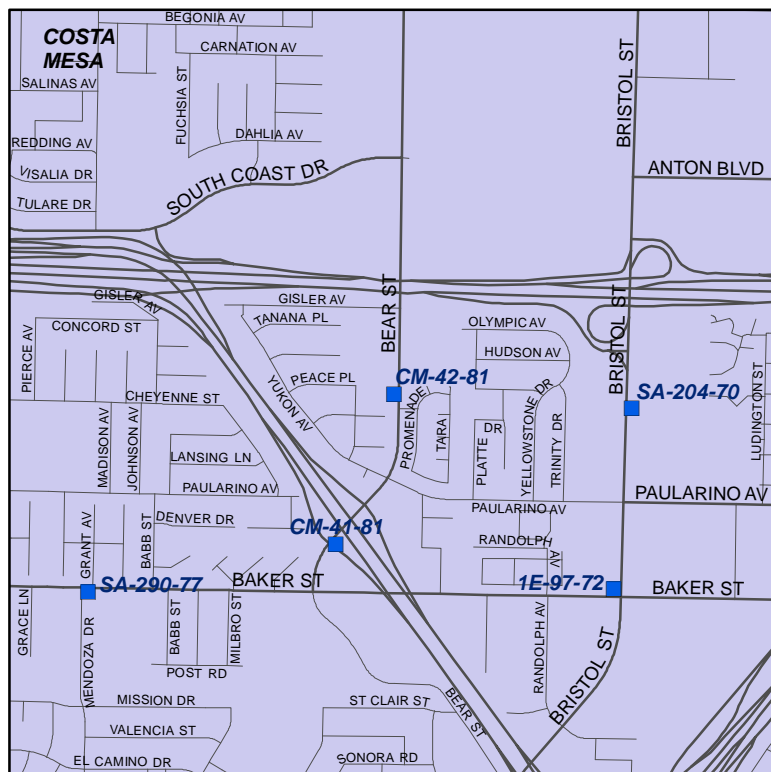 BEGONIA AV
COSTA
MESA
CARNATION AV
SALINAS AV
FUCHSIA ST
BRISTOL ST
REDDING AV
DAHLIA AV
VISALIA DR
SOUTH COAST DR
ANTON BLVD
TULARE DR
GISLER AV
GISLER AV
BEAR ST
BRISTOL ST
CONCORD ST
TANANA PL
OLYMPIC AV
PIERCE AV
HUDSON AV
PEACE PL
CM-42-81
SA-204-70
YUKON AV
CHEYENNE ST
PROMENADE
TARA
YELLOWSTONE DR
TRINITY DR
LUDINGTON ST
MADISON AV
JOHNSON AV
PLATTE DR
LANSING LN
PAULARINO AV
PAULARINO AV
PAULARINO AV
GRANT AV
BABB ST
DENVER DR
CM-41-81
RANDOLPH AV
SA-290-77
BAKER ST
1E-97-72
BAKER ST
GRACE LN
MENDOZA DR
BABB ST
MILBRO ST
RANDOLPH AV
BRISTOL ST
POST RD
MISSION DR
ST CLAIR ST
BEAR ST
VALENCIA ST
EL CAMINO DR
SONORA RD